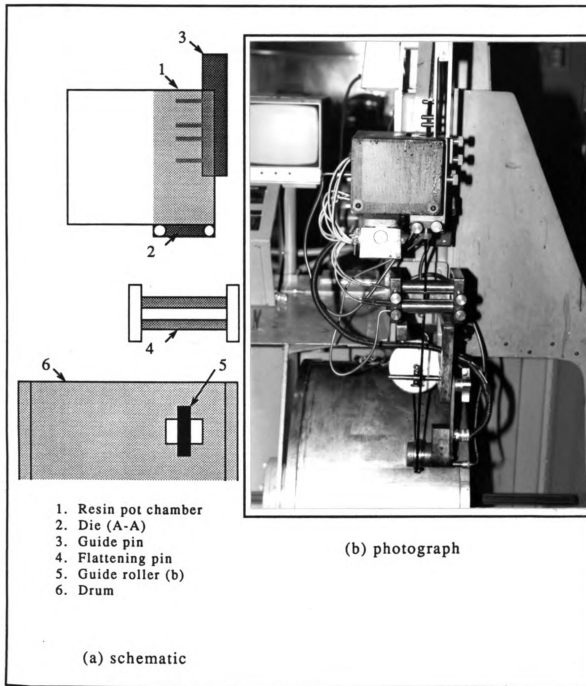 3
1
2
4
6
5
1. Resin pot chamber
2. Die (A-A)
3. Guide pin
4. Flattening pin
5. Guide roller (b)
6. Drum
(b) photograph
(a) schematic